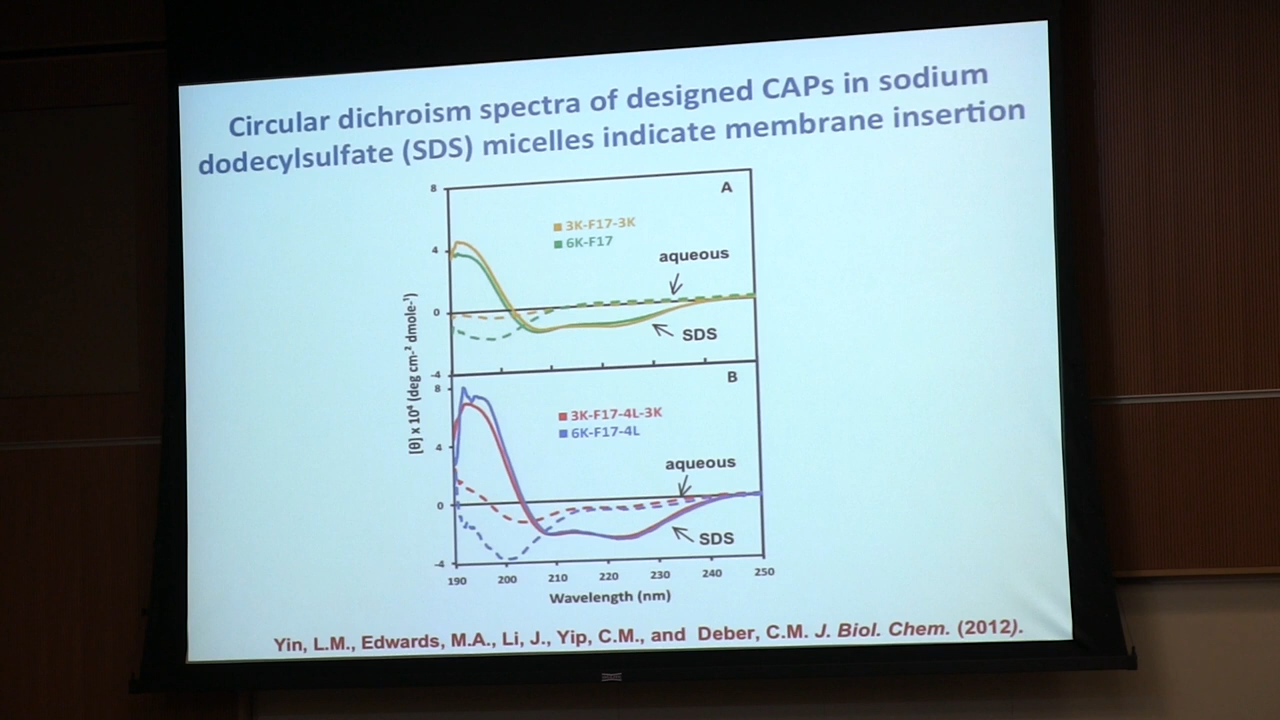 Circular dichroism spectra of designed CAPs in sodium
dodecylsulfate (SDS) micelles indicate membrane insertion
8
A
3K-F17-3K
6K-F17
4
aqueous
0
SDS
-4
[θ] x 10⁴ (deg cm⁻² dmole⁻¹)
8
B
3K-F17-4L-3K
6K-F17-4L
4
aqueous
0
SDS
-4
190 200 210 220 230 240 250
Wavelength (nm)
Yin, L.M., Edwards, M.A., Li, J., Yip, C.M., and Deber, C.M. J. Biol. Chem. (2012).